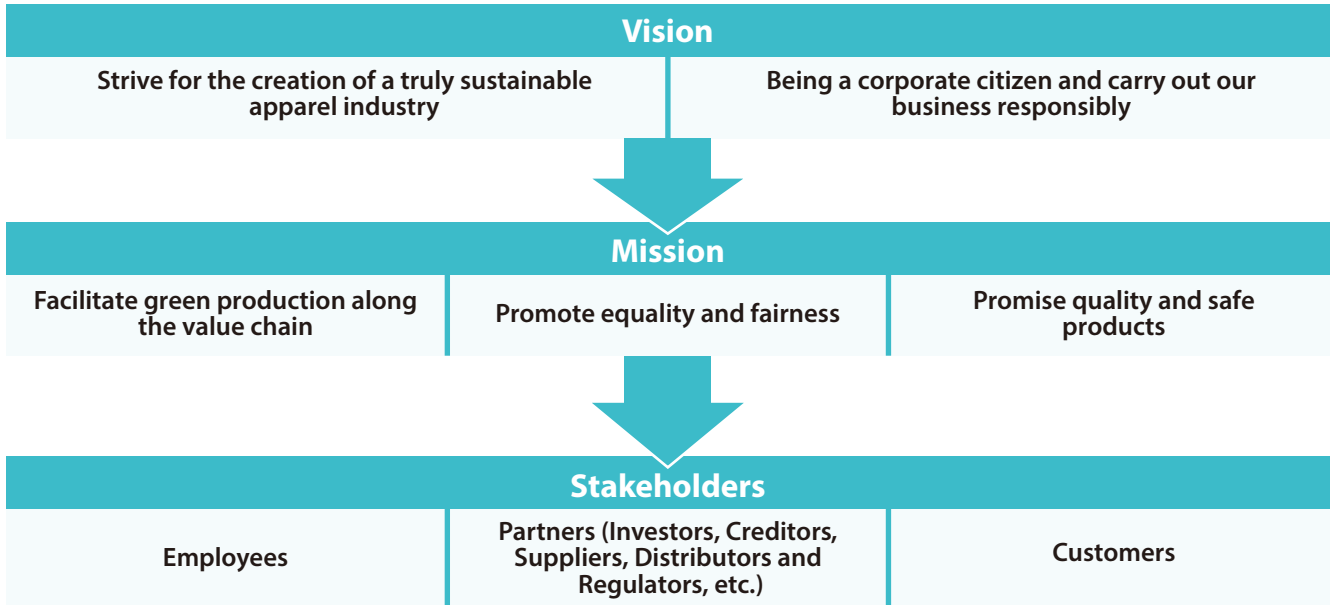 Vision
Strive for the creation of a truly sustainable
apparel industry
Being a corporate citizen and carry out our
business responsibly
Mission
Facilitate green production along
the value chain
Promote equality and fairness
Promise quality and safe
products
Stakeholders
Employees
Partners (Investors, Creditors,
Suppliers, Distributors and
Regulators, etc.)
Customers